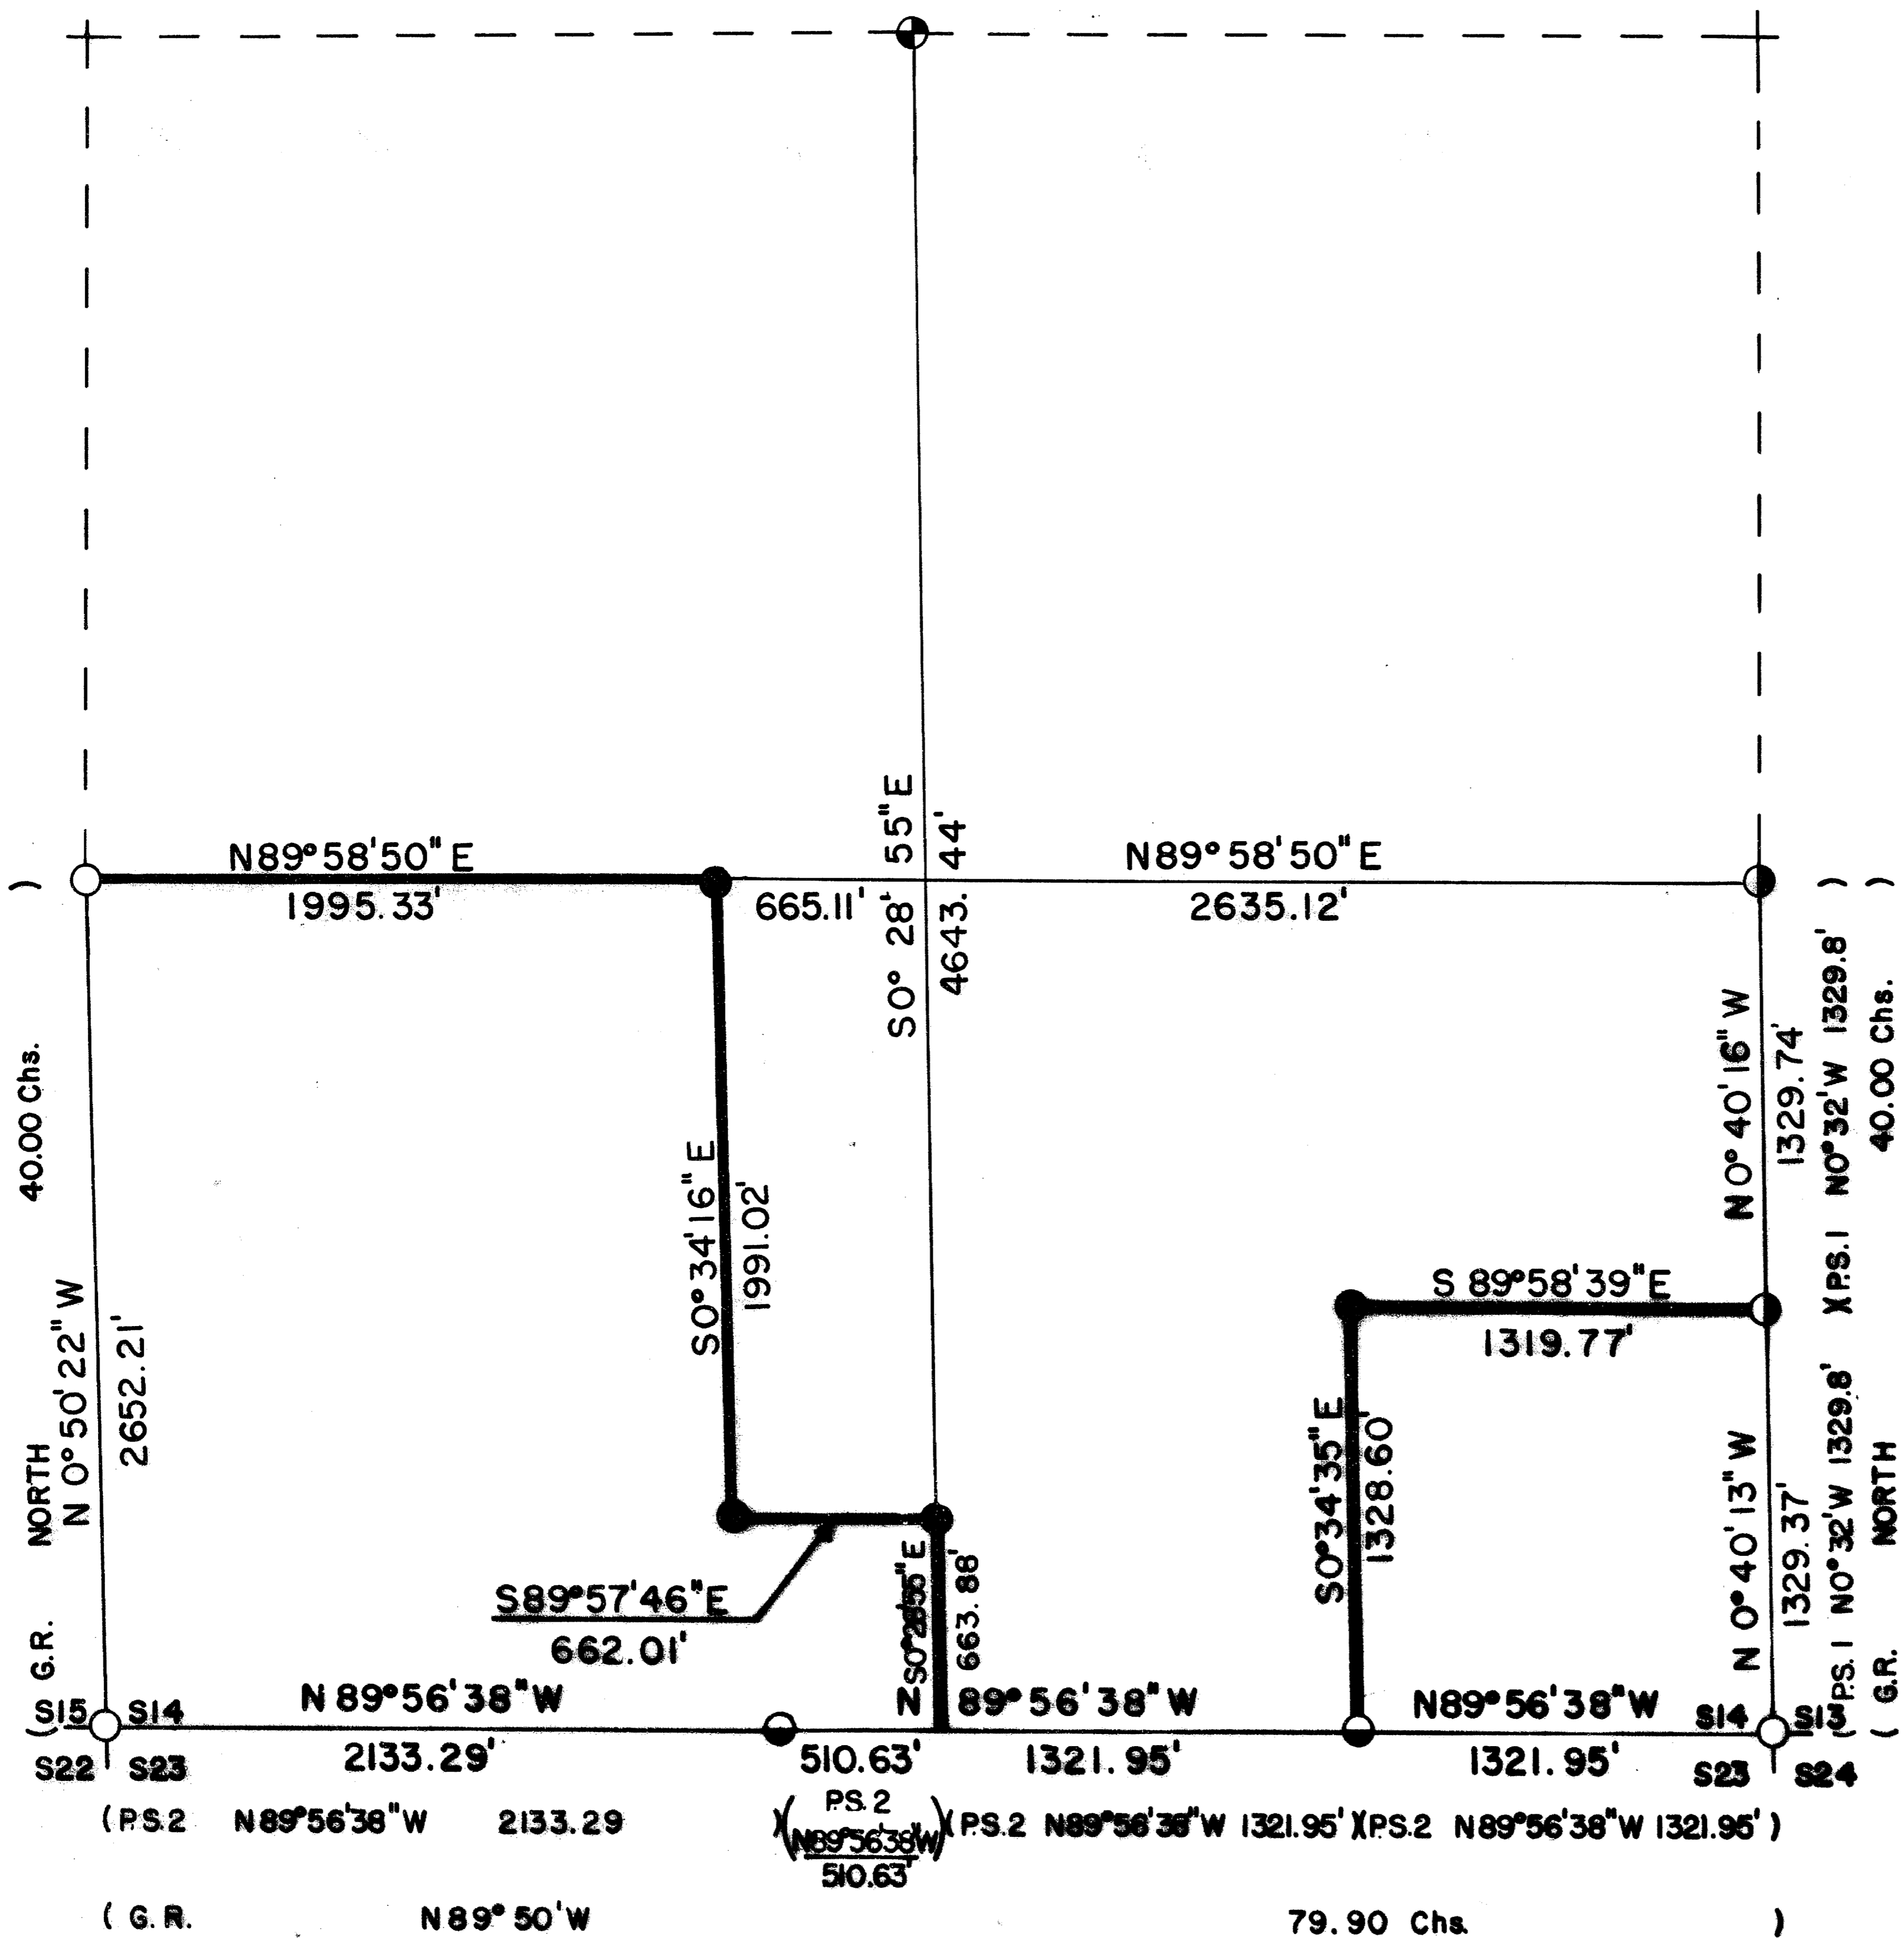 N89°58'50"E
1995.33'
665.11'
S0° 28' 55"E
4643.44'
N89°58'50"E
2635.12'
)
40.00 Chs.
NORTH
G.R.
(
N 0°50'22" W
2652.21'
S0°34'16"E
1991.02'
N0°40'16"W
1329.74'
)
P.S.1 N0°32'W 1329.8'
)(
)
40.00 Chs.
NORTH
( G.R.
S 89°58'39"E
1319.77'
S0°34'35"E
1328.60'
N 0°40'13"W
1329.37'
(P.S.1 N0°32'W 1329.8'
S89°57'46"E
662.01'
S0°28'55"E
663.88'
S15 S14
S22 S23
N89°56'38"W
2133.29'
510.63'
N 89°56'38"W
1321.95'
N89°56'38"W
1321.95'
S14 S13
S23 S24
(P.S.2 N89°56'38"W 2133.29 )
(P.S.2
N89°56'38"W
510.63')
(P.S.2 N89°56'38"W 1321.95')(P.S.2 N89°56'38"W 1321.95')
( G.R. N89°50'W 79.90 Chs. )